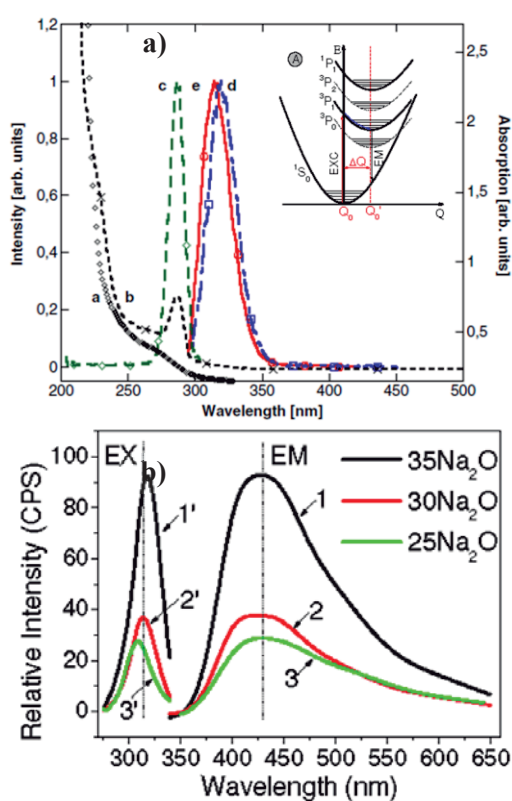 a)
1,2
1
0,8
0,6
0,4
0,2
0
Intensity [arb. units]
2,5
2
1,5
1
0,5
Absorption [arb. units]
c e d
a b
A
E
¹P₁
³P₂
³P₁
³P₀
¹S₀
EXC
ΔQ
EM
Q₀ Q₀' Q
200 250 300 350 400 450 500
Wavelength [nm]
b)
EX EM
35Na₂O
30Na₂O
25Na₂O
1' 1
2' 2
3' 3
100
80
60
40
20
0
Relative Intensity (CPS)
300 350 400 450 500 550 600 650
Wavelength (nm)